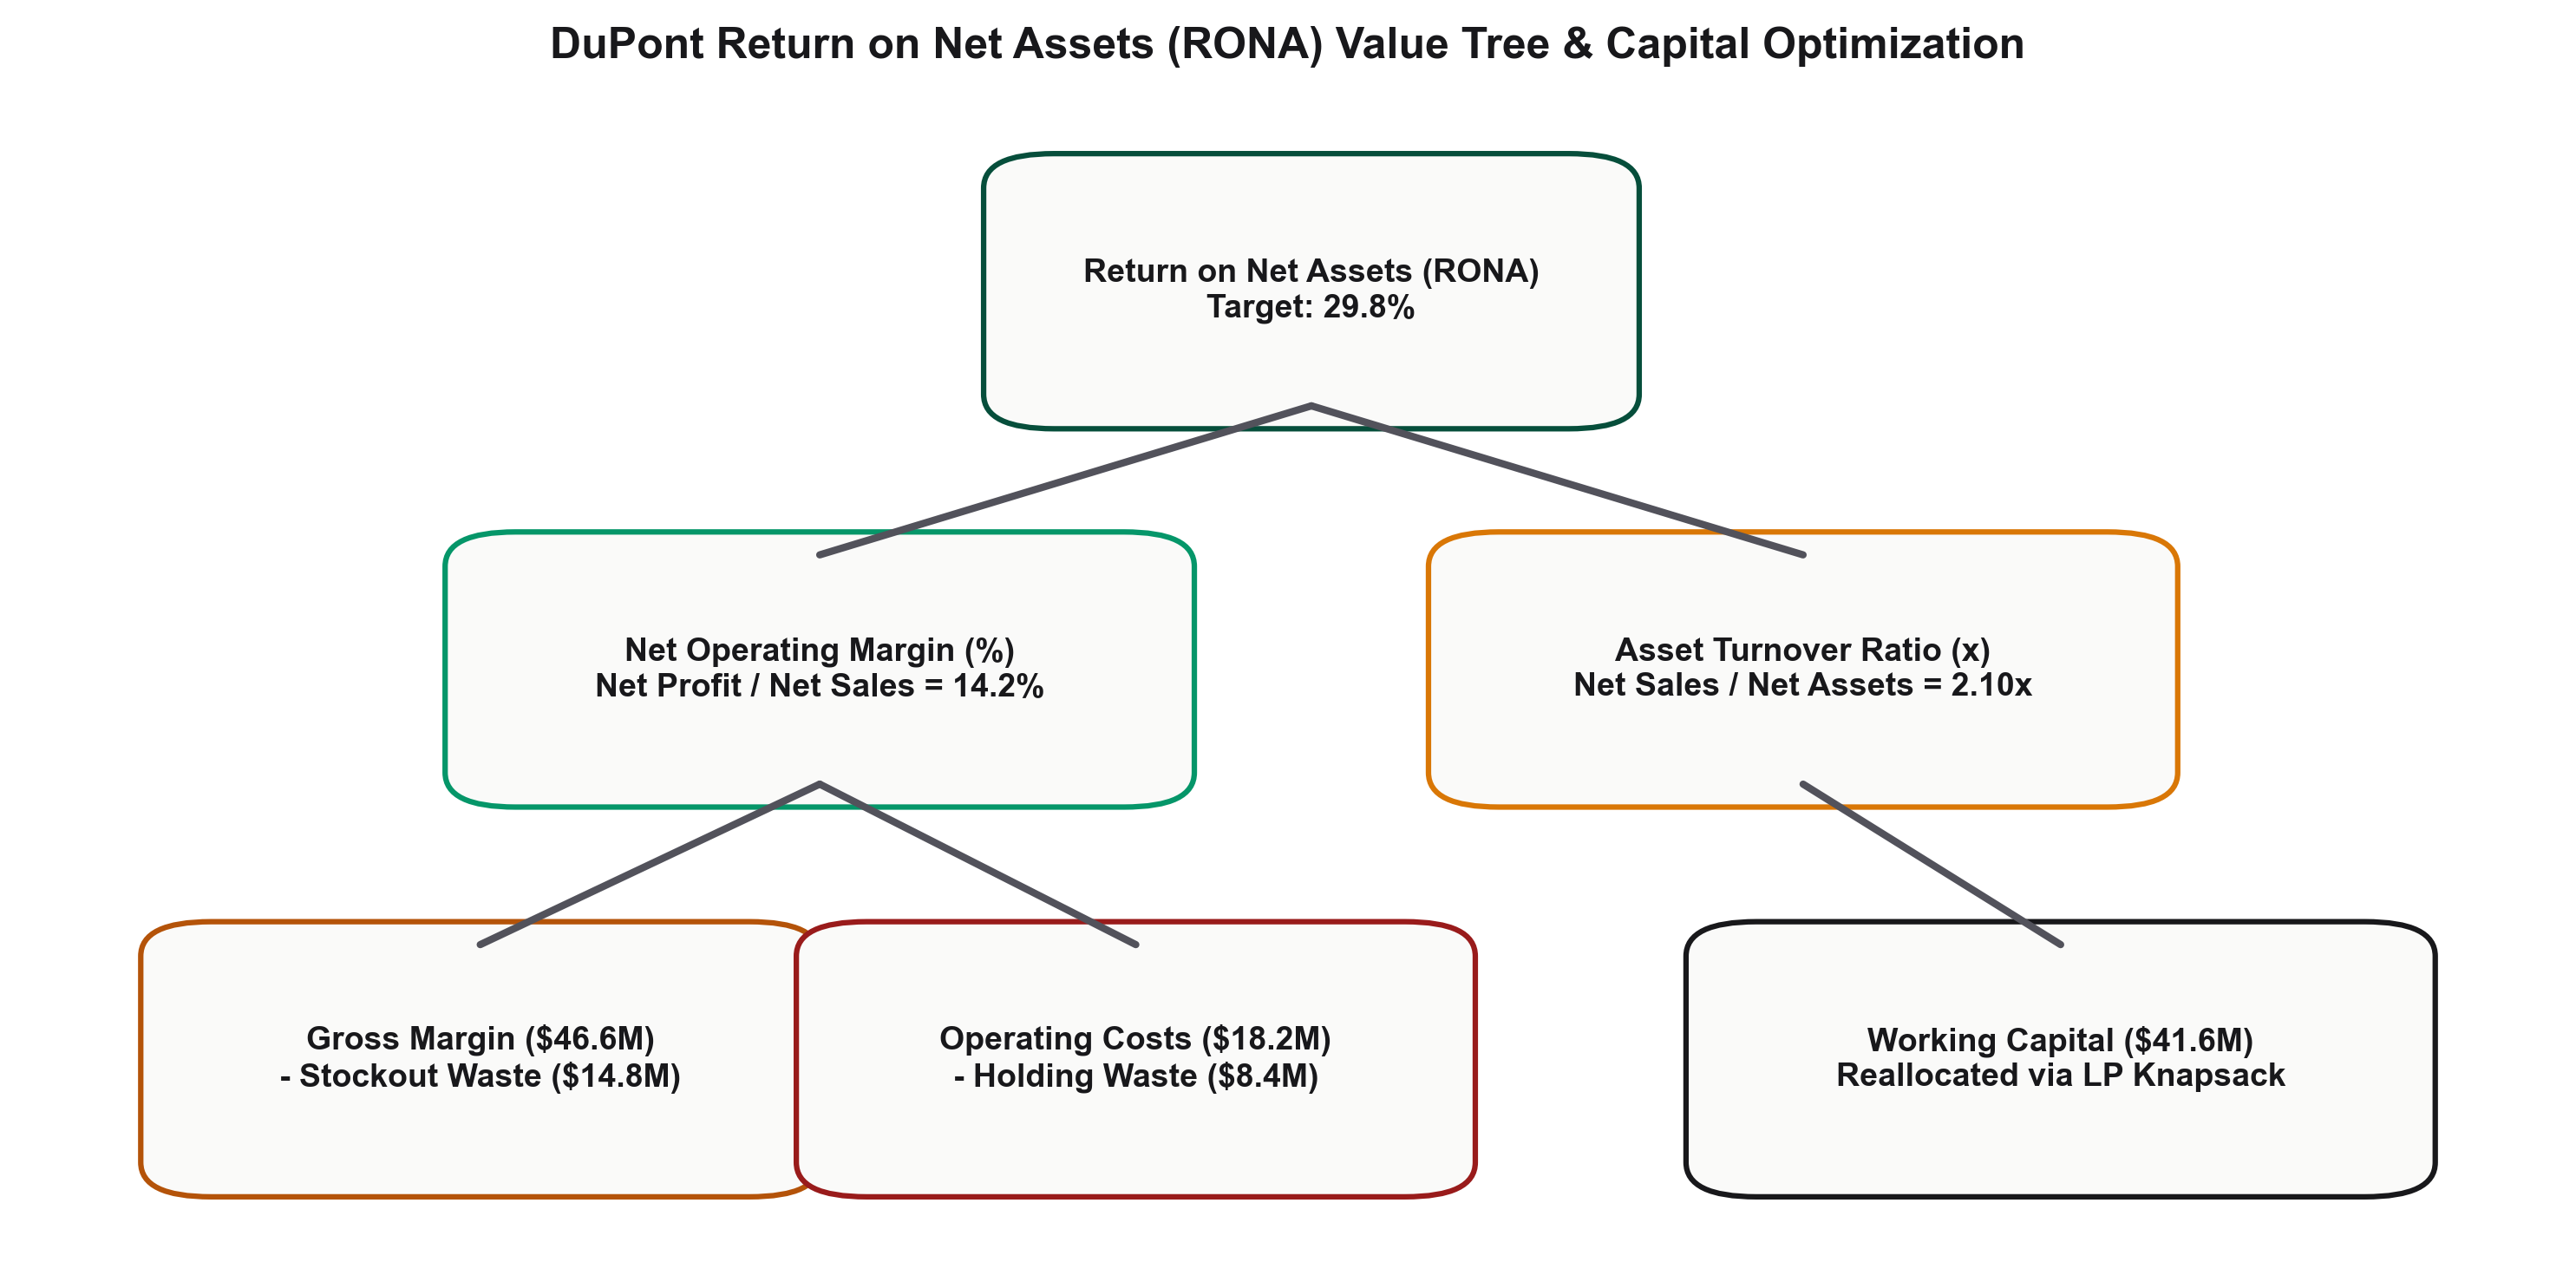 DuPont Return on Net Assets (RONA) Value Tree & Capital Optimization
Return on Net Assets (RONA)
Target: 29.8%
Net Operating Margin (%)
Net Profit / Net Sales = 14.2%
Asset Turnover Ratio (x)
Net Sales / Net Assets = 2.10x
Gross Margin ($46.6M)
- Stockout Waste ($14.8M)
Operating Costs ($18.2M)
- Holding Waste ($8.4M)
Working Capital ($41.6M)
Reallocated via LP Knapsack